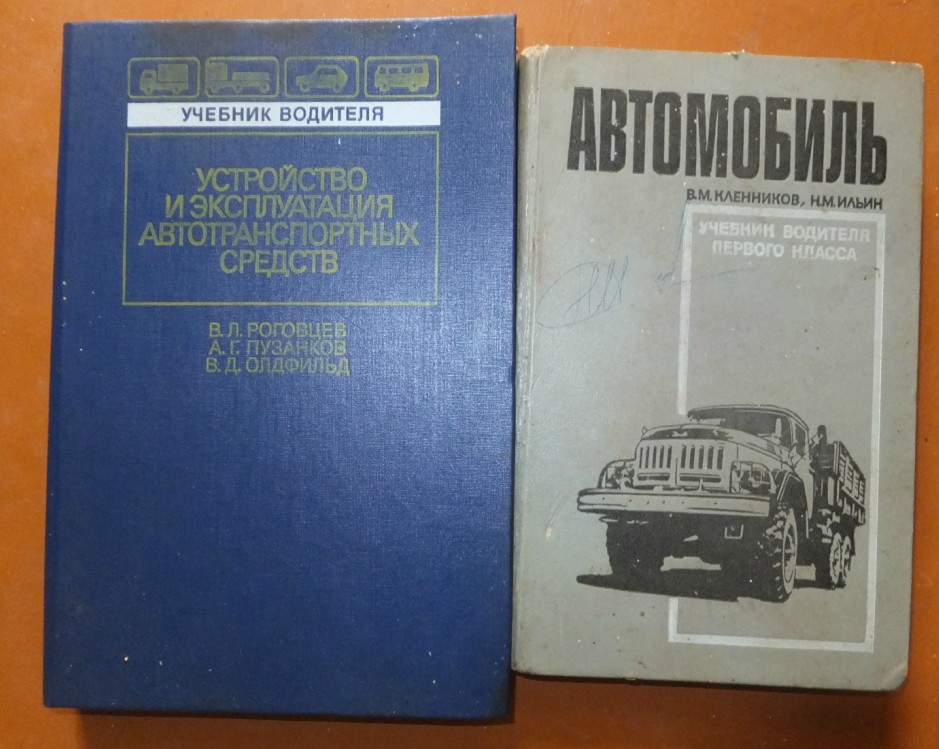 УЧЕБНИК ВОДИТЕЛЯ
УСТРОЙСТВО
И ЭКСПЛУАТАЦИЯ
АВТОТРАНСПОРТНЫХ
СРЕДСТВ
В. Л. РОГОВЦЕВ
А. Г. ПУЗАНКОВ
В. Д. ОЛДФИЛЬД
АВТОМОБИЛЬ
В.М. КЛЕННИКОВ, Н.М. ИЛЬИН
УЧЕБНИК ВОДИТЕЛЯ
ПЕРВОГО КЛАССА